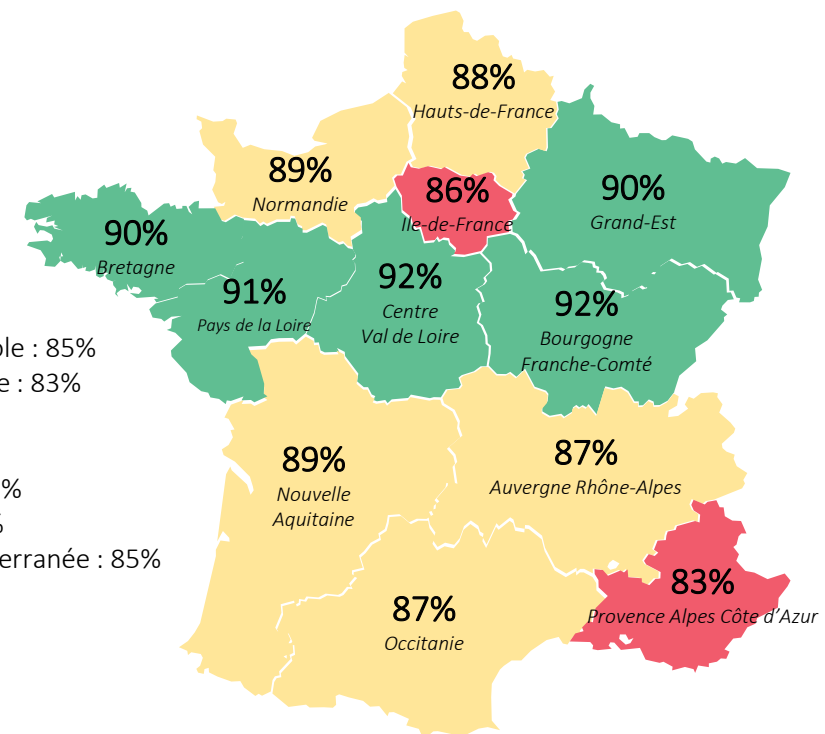 88%
Hauts-de-France
89%
Normandie
86%
Ile-de-France
90%
Grand-Est
90%
Bretagne
91%
Pays de la Loire
92%
Centre
Val de Loire
92%
Bourgogne
Franche-Comté
: 85%
: 83%
89%
Nouvelle
Aquitaine
87%
Auvergne Rhône-Alpes
%
%
: 85%
83%
Provence Alpes Côte d’Azur
87%
Occitanie